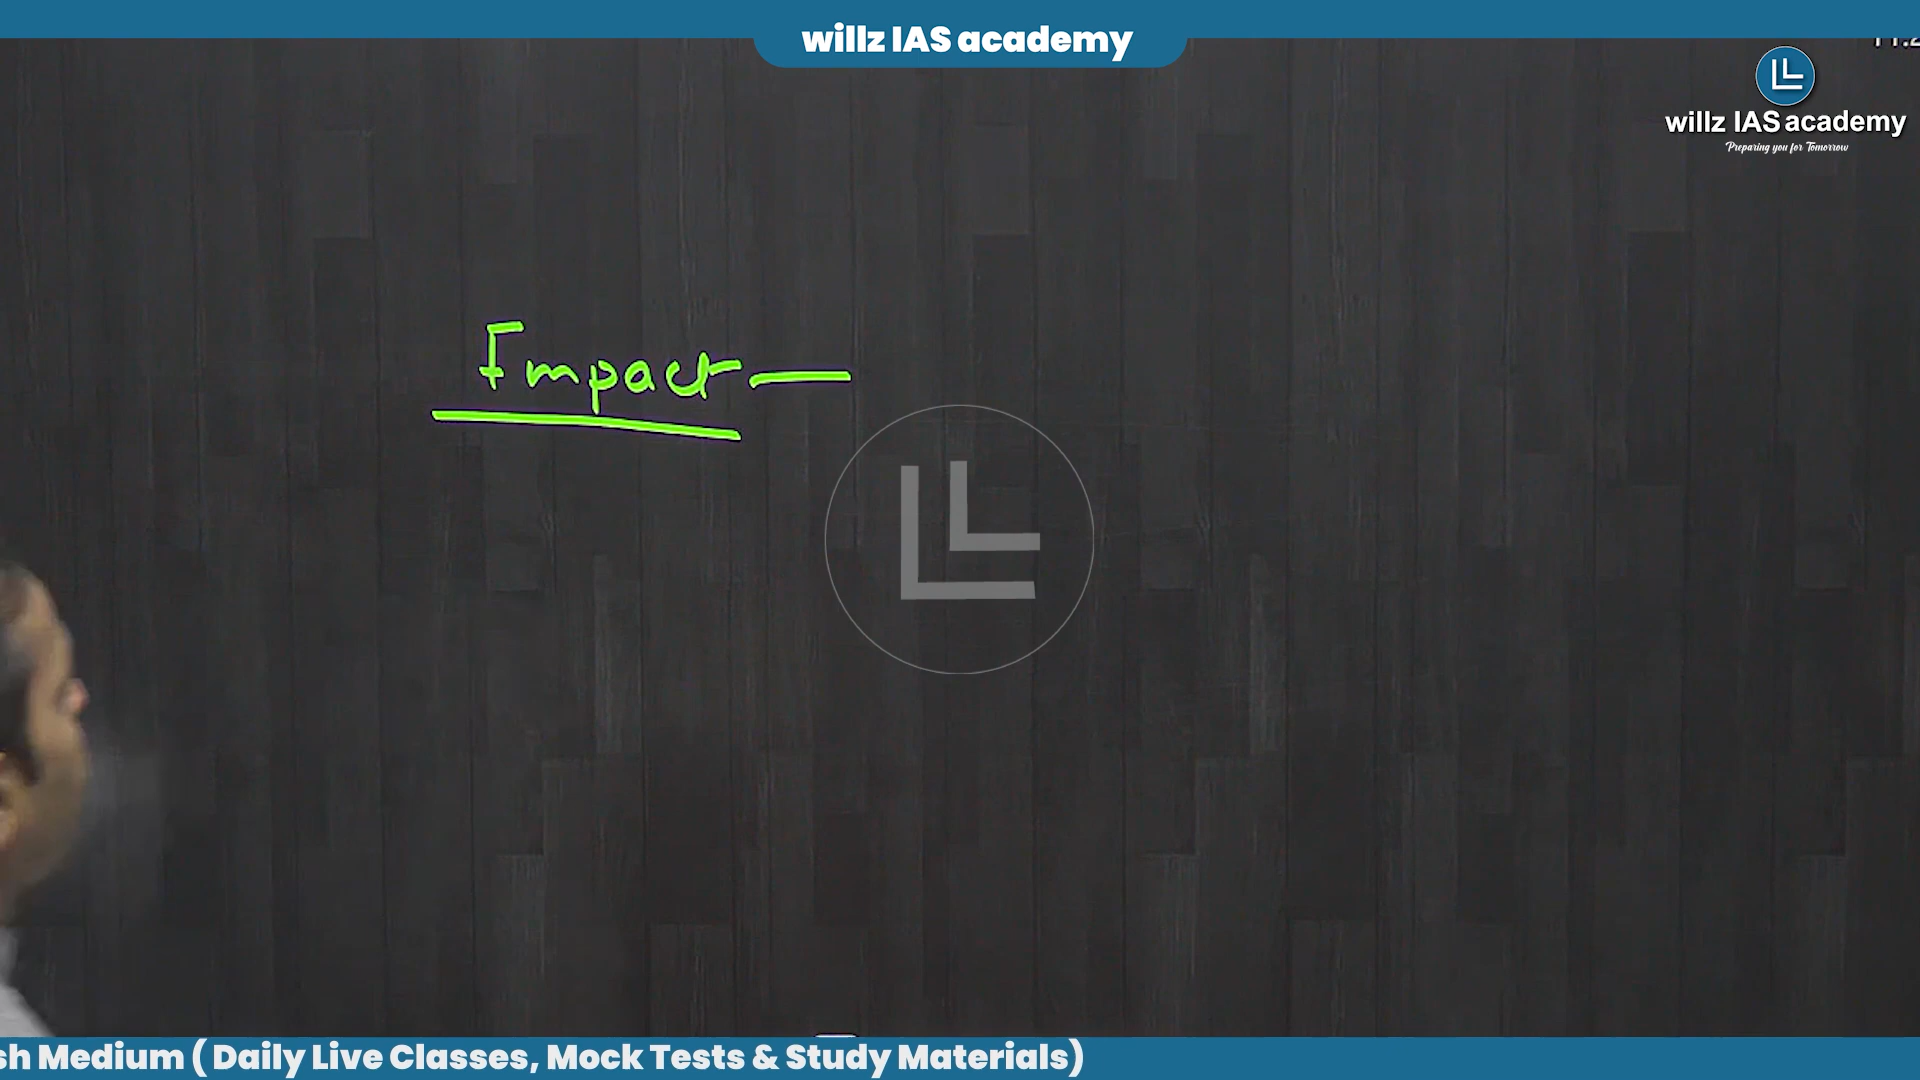 willz IAS academy
willz IAS academy
Preparing you for Tomorrow
Impact —
sh Medium ( Daily Live Classes, Mock Tests & Study Materials)